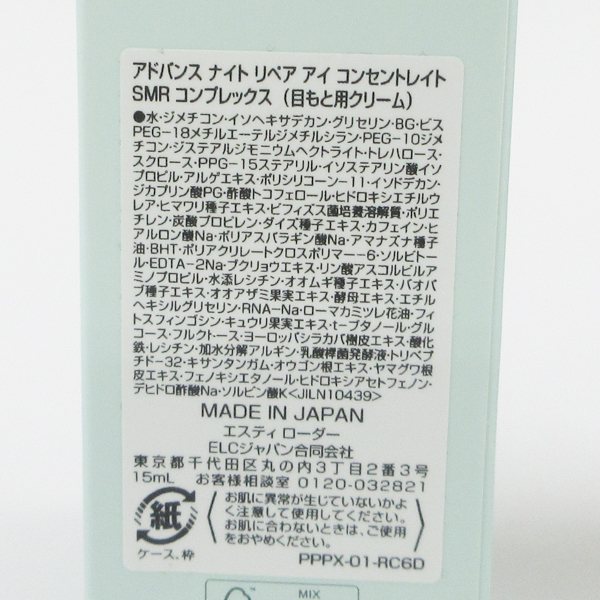 アドバンス ナイト リペア アイ コンセントレイト
SMR コンプレックス（目もと用クリーム）
●水・ジメチコン・イソヘキサデカン・グリセリン・BG・ビス
PEG-18メチルエーテルジメチルシラン・PEG-10ジメ
チコン・ジステアルジモニウムヘクトライト・トレハロース・
スクロース・PPG-15ステアリル・イソステアリン酸イソ
プロピル・アルゲエキス・ポリシリコーン-11・イソドデカン・
ジカプリン酸PG・酢酸トコフェロール・ヒドロキシエチルウ
レア・ヒマワリ種子エキス・ビフィズス菌培養溶解質・ポリエ
チレン・炭酸プロピレン・ダイズ種子エキス・カフェイン・ヒ
アルロン酸Na・ポリアスパラギン酸Na・アマナズナ種子
油・BHT・ポリアクリレートクロスポリマー-6・ソルビトー
ル・EDTA-2Na・ブクリョウエキス・リン酸アスコルビルア
ミノプロピル・水添レシチン・オオムギ種子エキス・バオバ
ブ種子エキス・オオアザミ果実エキス・酵母エキス・エチル
ヘキシルグリセリン・RNA-Na・ローマカミツレ花油・フィ
トスフィンゴシン・キュウリ果実エキス・t-ブタノール・グル
コース・フルクトース・ヨーロッパシラカバ樹皮エキス・酸化
鉄・レシチン・加水分解アルギン・乳酸桿菌発酵液・トリペプ
チド-32・キサンタンガム・オウゴン根エキス・ヤマグワ根
皮エキス・フェノキシエタノール・ヒドロキシアセトフェノン・
デヒドロ酢酸Na・ソルビン酸K<JILN10439>
MADE IN JAPAN
エスティ ローダー
ELCジャパン合同会社
東京都千代田区丸の内3丁目2番3号
15mL お客様相談室 0120-032821
紙
ケース、枠
お肌に異常が生じていないかよ
く注意して使用してください。
お肌に合わないときは、ご使用
をおやめください。
PPPX-01-RC6D
MIX